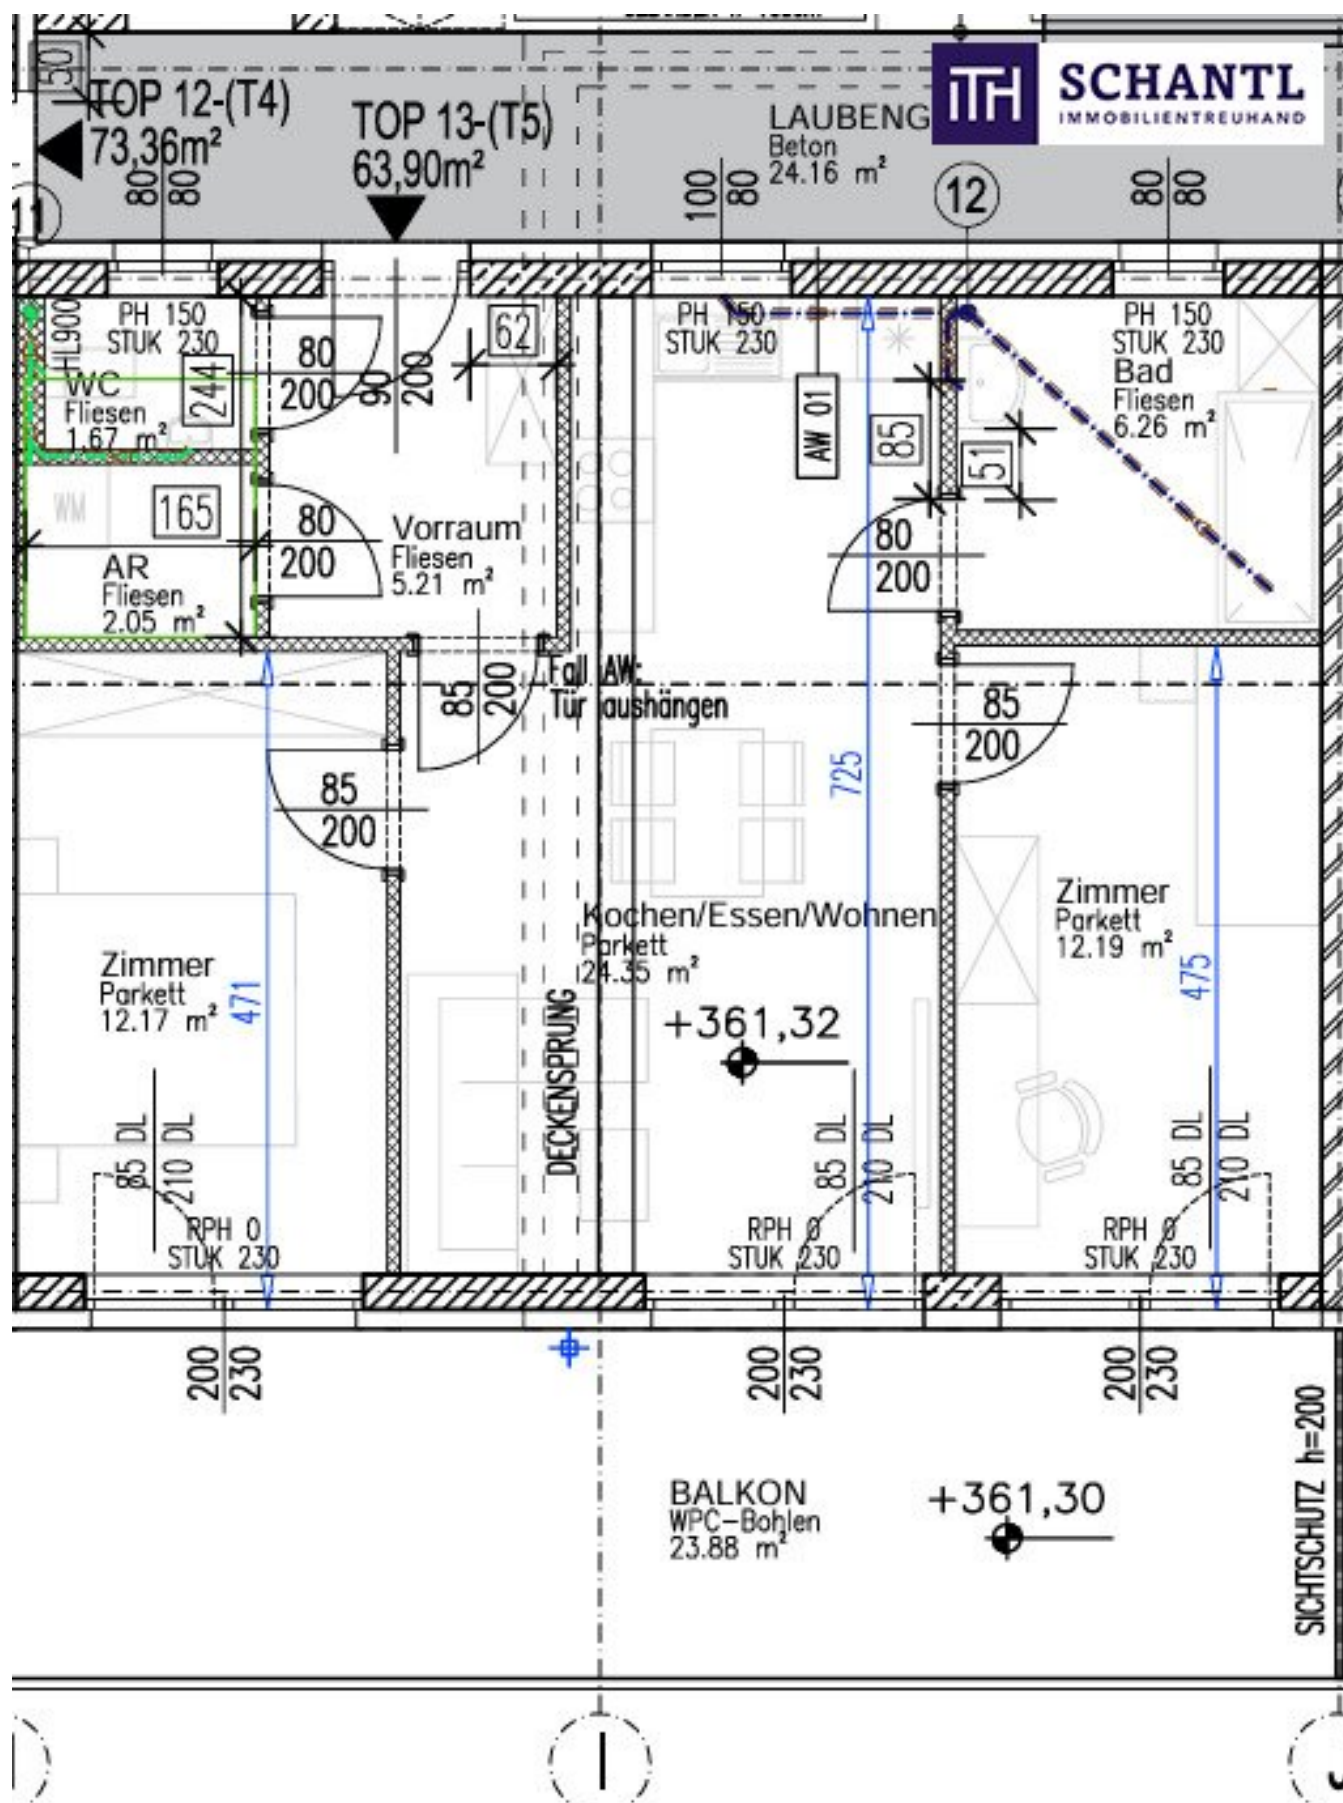 50
TOP 12-(T4)
73,36m²
TOP 13-(T5)
63,90m²
LAUBENG
Beton
24.16 m²
ITH
SCHANTL
IMMOBILIENTREUHAND
11
80
80
100
80
12
80
80
HL900
PH 150
STUK 230
WC
Fliesen
1.67 m²
244
80
200
90
200
62
PH 150
STUK 230
AW 01
85
51
PH 150
STUK 230
Bad
Fliesen
6.26 m²
WM
165
AR
Fliesen
2.05 m²
80
200
Vorraum
Fliesen
5.21 m²
80
200
85
200
Fall AW:
Tür aushängen
85
200
85
200
725
Kochen/Essen/Wohnen
Parkett
24.35 m²
Zimmer
Parkett
12.19 m²
Zimmer
Parkett
12.17 m²
471
475
DECKENSPRUNG
+361,32
85 DL
210 DL
RPH 0
STUK 230
85 DL
210 DL
RPH 0
STUK 230
85 DL
210 DL
RPH 0
STUK 230
200
230
200
230
200
230
BALKON
WPC-Bohlen
23.88 m²
+361,30
SICHTSCHUTZ h=200
I